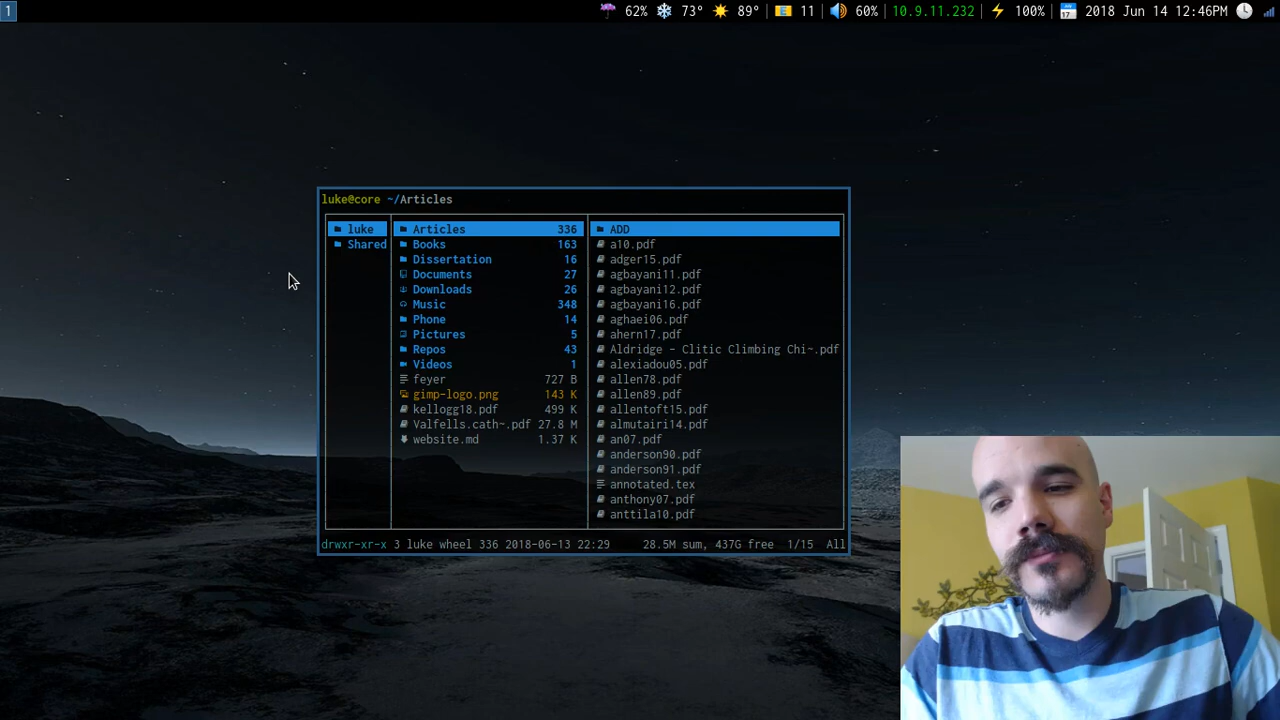 1 62% 73° 89° 11 60% 10.9.11.232 100% 2018 Jun 14 12:46PM
luke@core ~/Articles
luke Articles 336 ADD
Shared Books 163 a10.pdf
Dissertation 16 adger15.pdf
Documents 27 agbayani11.pdf
Downloads 26 agbayani12.pdf
Music 348 agbayani16.pdf
Phone 14 aghaei06.pdf
Pictures 5 ahern17.pdf
Repos 43 Aldridge - Clitic Climbing Chi~.pdf
Videos 1 alexiadou05.pdf
feyer 727 B allen78.pdf
gimp-logo.png 143 K allen89.pdf
kellogg18.pdf 499 K allentoft15.pdf
Valfells.cath~.pdf 27.8 M almutairi14.pdf
website.md 1.37 K an07.pdf
anderson90.pdf
anderson91.pdf
annotated.tex
anthony07.pdf
anttila10.pdf
drwxr-xr-x 3 luke wheel 336 2018-06-13 22:29 28.5M sum, 437G free 1/15 All